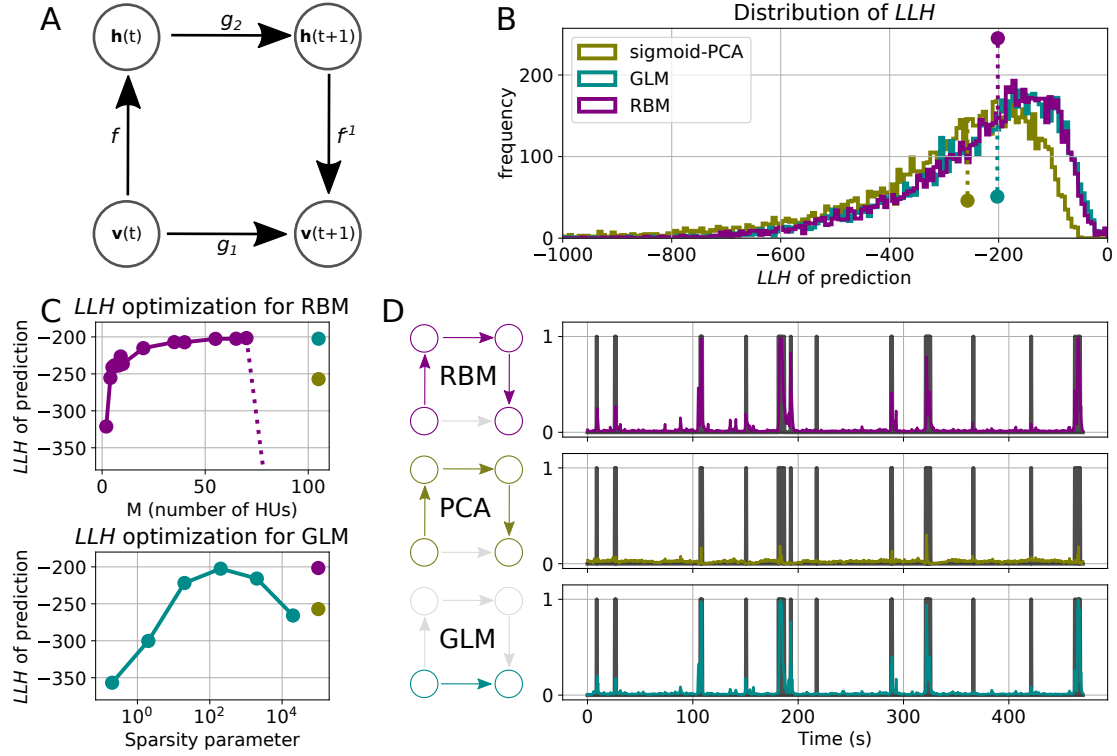 A
h(t)
g2
h(t+1)
f
f-1
v(t)
g1
v(t+1)
B
Distribution of LLH
sigmoid-PCA
GLM
RBM
frequency
200
100
0
−1000
−800
−600
−400
−200
0
LLH of prediction
C
LLH optimization for RBM
LLH of prediction
−200
−250
−300
−350
0
50
100
M (number of HUs)
LLH optimization for GLM
LLH of prediction
−200
−250
−300
−350
10^0
10^2
10^4
Sparsity parameter
D
RBM
1
0
PCA
1
0
GLM
1
0
0
100
200
300
400
Time (s)